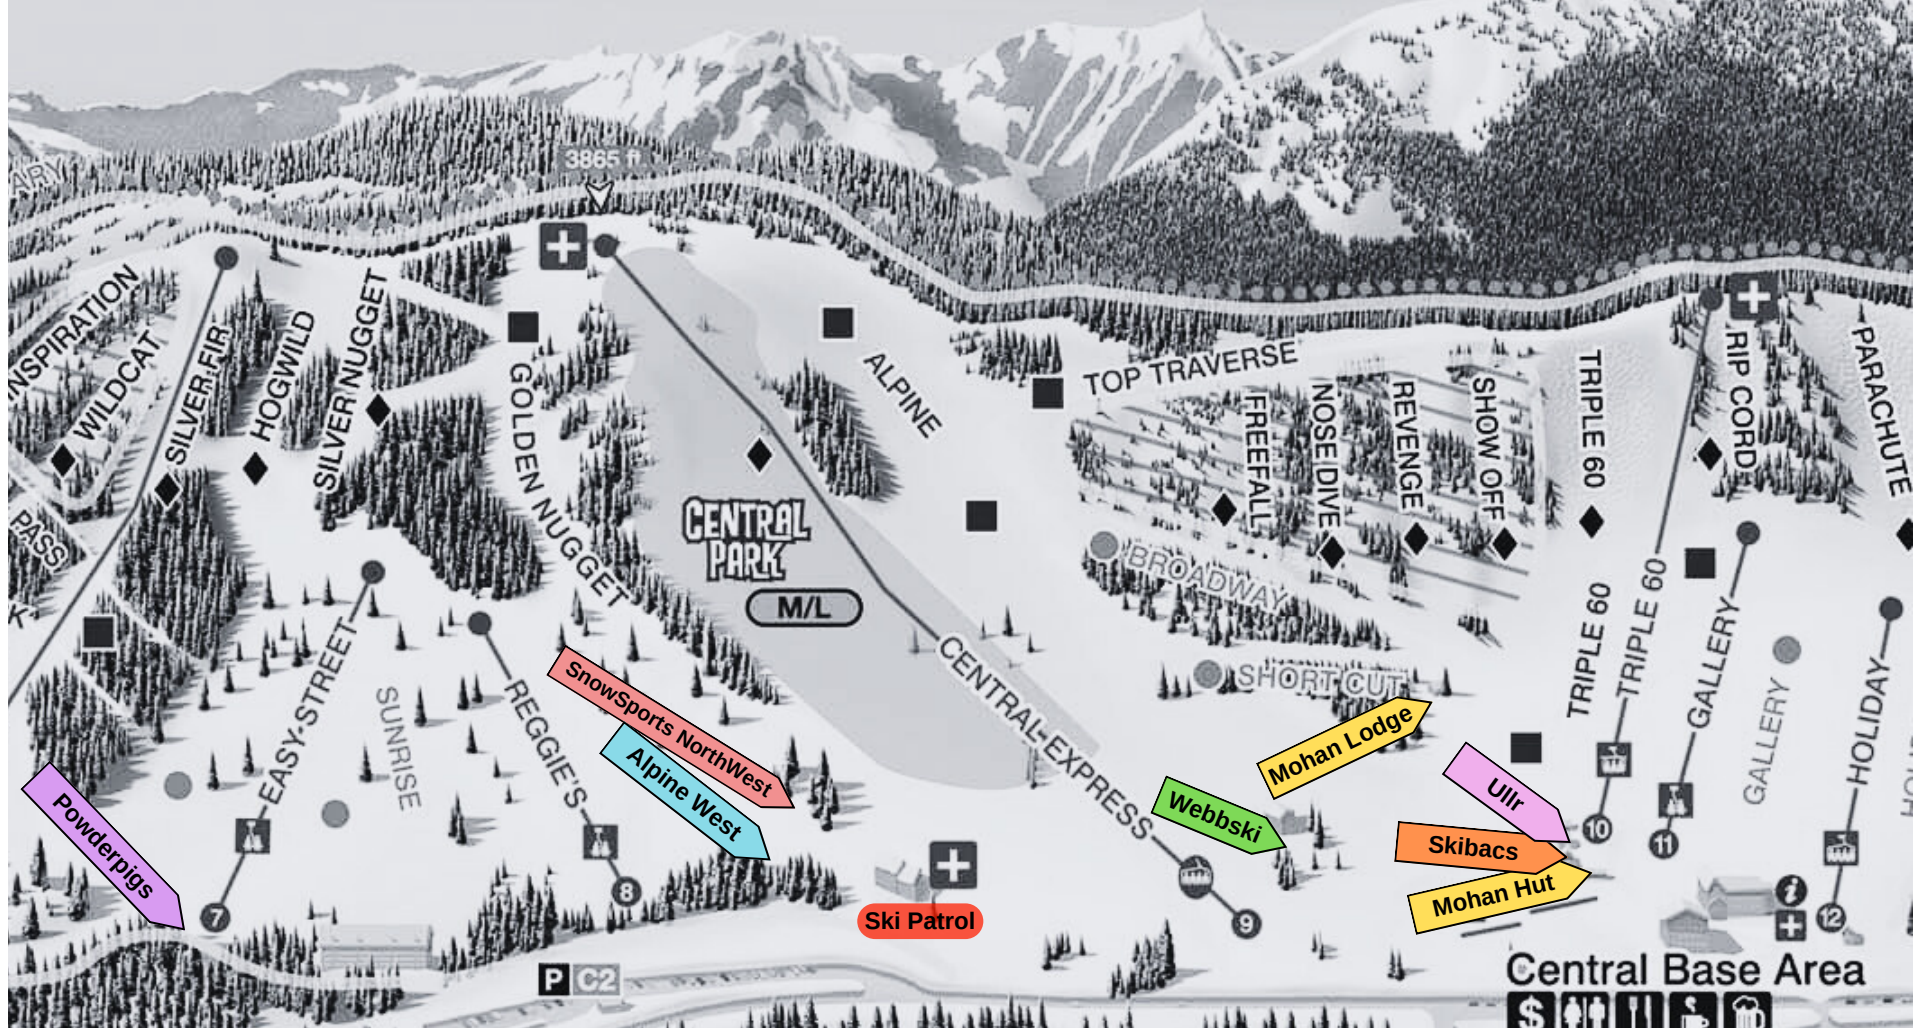 ARY
3865 ft
INSPIRATION
WILDCAT
SILVER FIR
HOGWILD
SILVER NUGGET
GOLDEN NUGGET
ALPINE
TOP TRAVERSE
FREEFALL
NOSE DIVE
REVENGE
SHOW OFF
TRIPLE 60
RIP CORD
PARACHUTE
PASS
CENTRAL
PARK
M/L
BROADWAY
SHORT CUT
EASY-STREET
SUNRISE
REGGIE'S
CENTRAL-EXPRESS
TRIPLE 60
TRIPLE 60
GALLERY
GALLERY
HOLIDAY
SnowSports NorthWest
Alpine West
Powderpigs
Mohan Lodge
Webbski
Ullr
Skibacs
Mohan Hut
Ski Patrol
7
8
9
10
11
12
i
P C2
Central Base Area
$